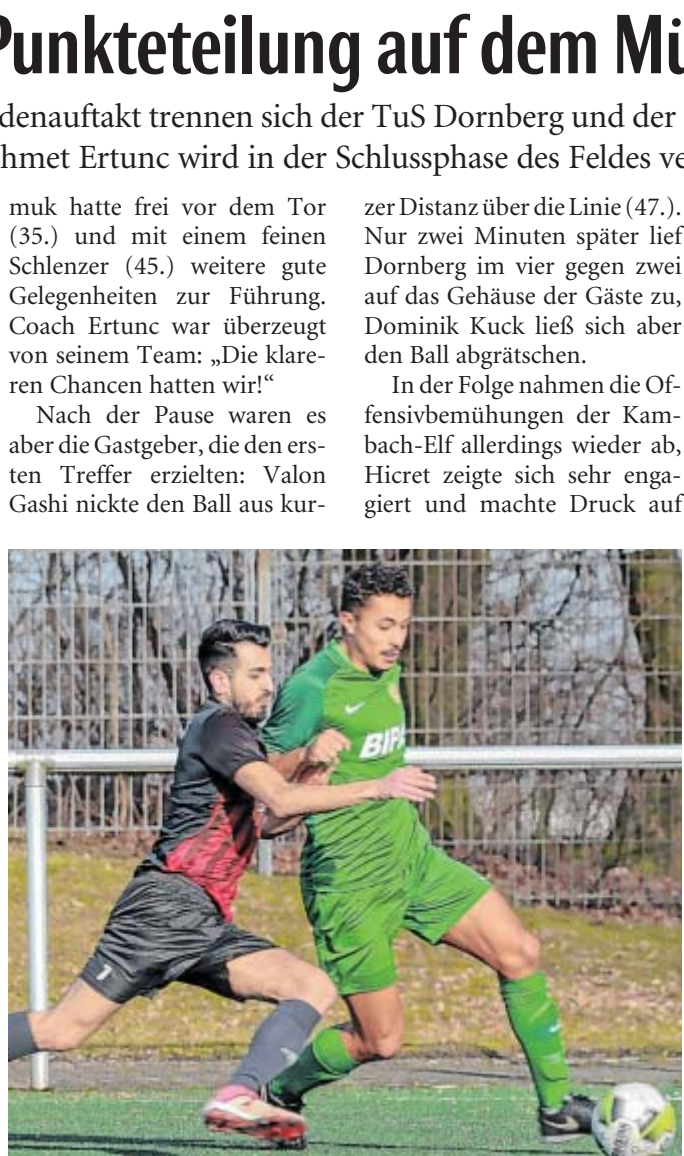 Punkteteilung auf dem Mü
denauftakt trennen sich der TuS Dornberg und der
hmet Ertunc wird in der Schlussphase des Feldes ve
muk hatte frei vor dem Tor
(35.) und mit einem feinen
Schlenzer (45.) weitere gute
Gelegenheiten zur Führung.
Coach Ertunc war überzeugt
von seinem Team: „Die klare-
ren Chancen hatten wir!“
Nach der Pause waren es
aber die Gastgeber, die den ers-
ten Treffer erzielten: Valon
Gashi nickte den Ball aus kur-
zer Distanz über die Linie (47.).
Nur zwei Minuten später lief
Dornberg im vier gegen zwei
auf das Gehäuse der Gäste zu,
Dominik Kuck ließ sich aber
den Ball abgrätschen.
In der Folge nahmen die Of-
fensivbemühungen der Kam-
bach-Elf allerdings wieder ab,
Hicret zeigte sich sehr enga-
giert und machte Druck auf
BIPA
7